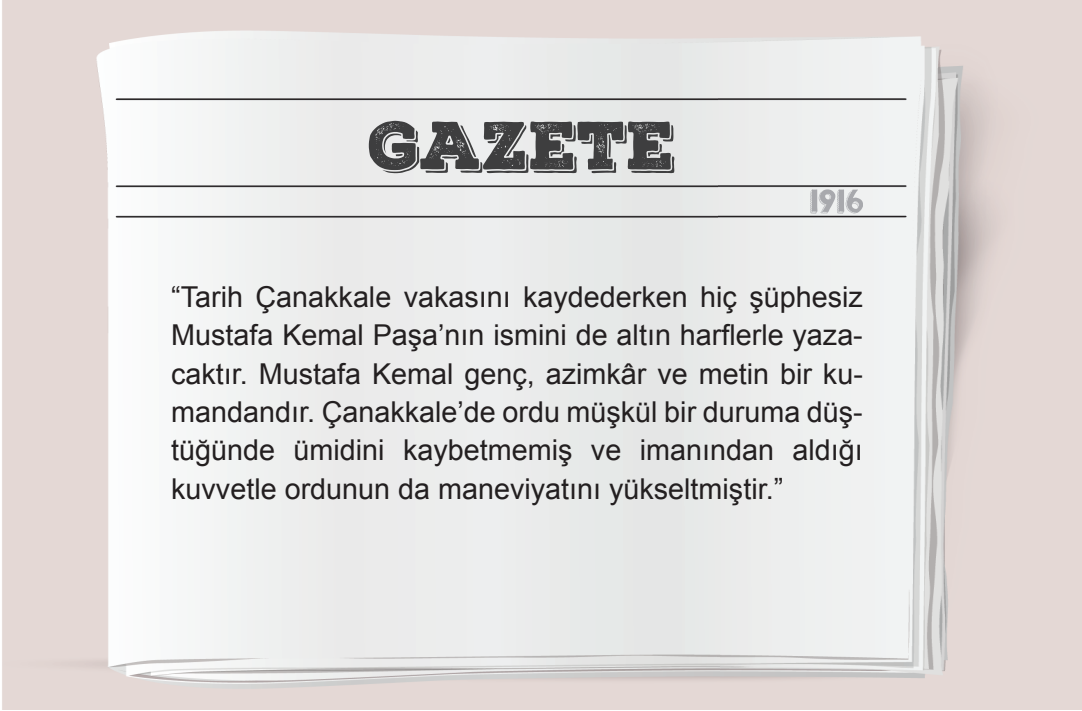 GAZETE
1916
“Tarih Çanakkale vakasını kaydederken hiç şüphesiz
Mustafa Kemal Paşa’nın ismini de altın harflerle yaza-
caktır. Mustafa Kemal genç, azimkâr ve metin bir ku-
mandandır. Çanakkale’de ordu müşkül bir duruma düş-
tüğünde ümidini kaybetmemiş ve imanından aldığı
kuvvetle ordunun da maneviyatını yükseltmiştir.”